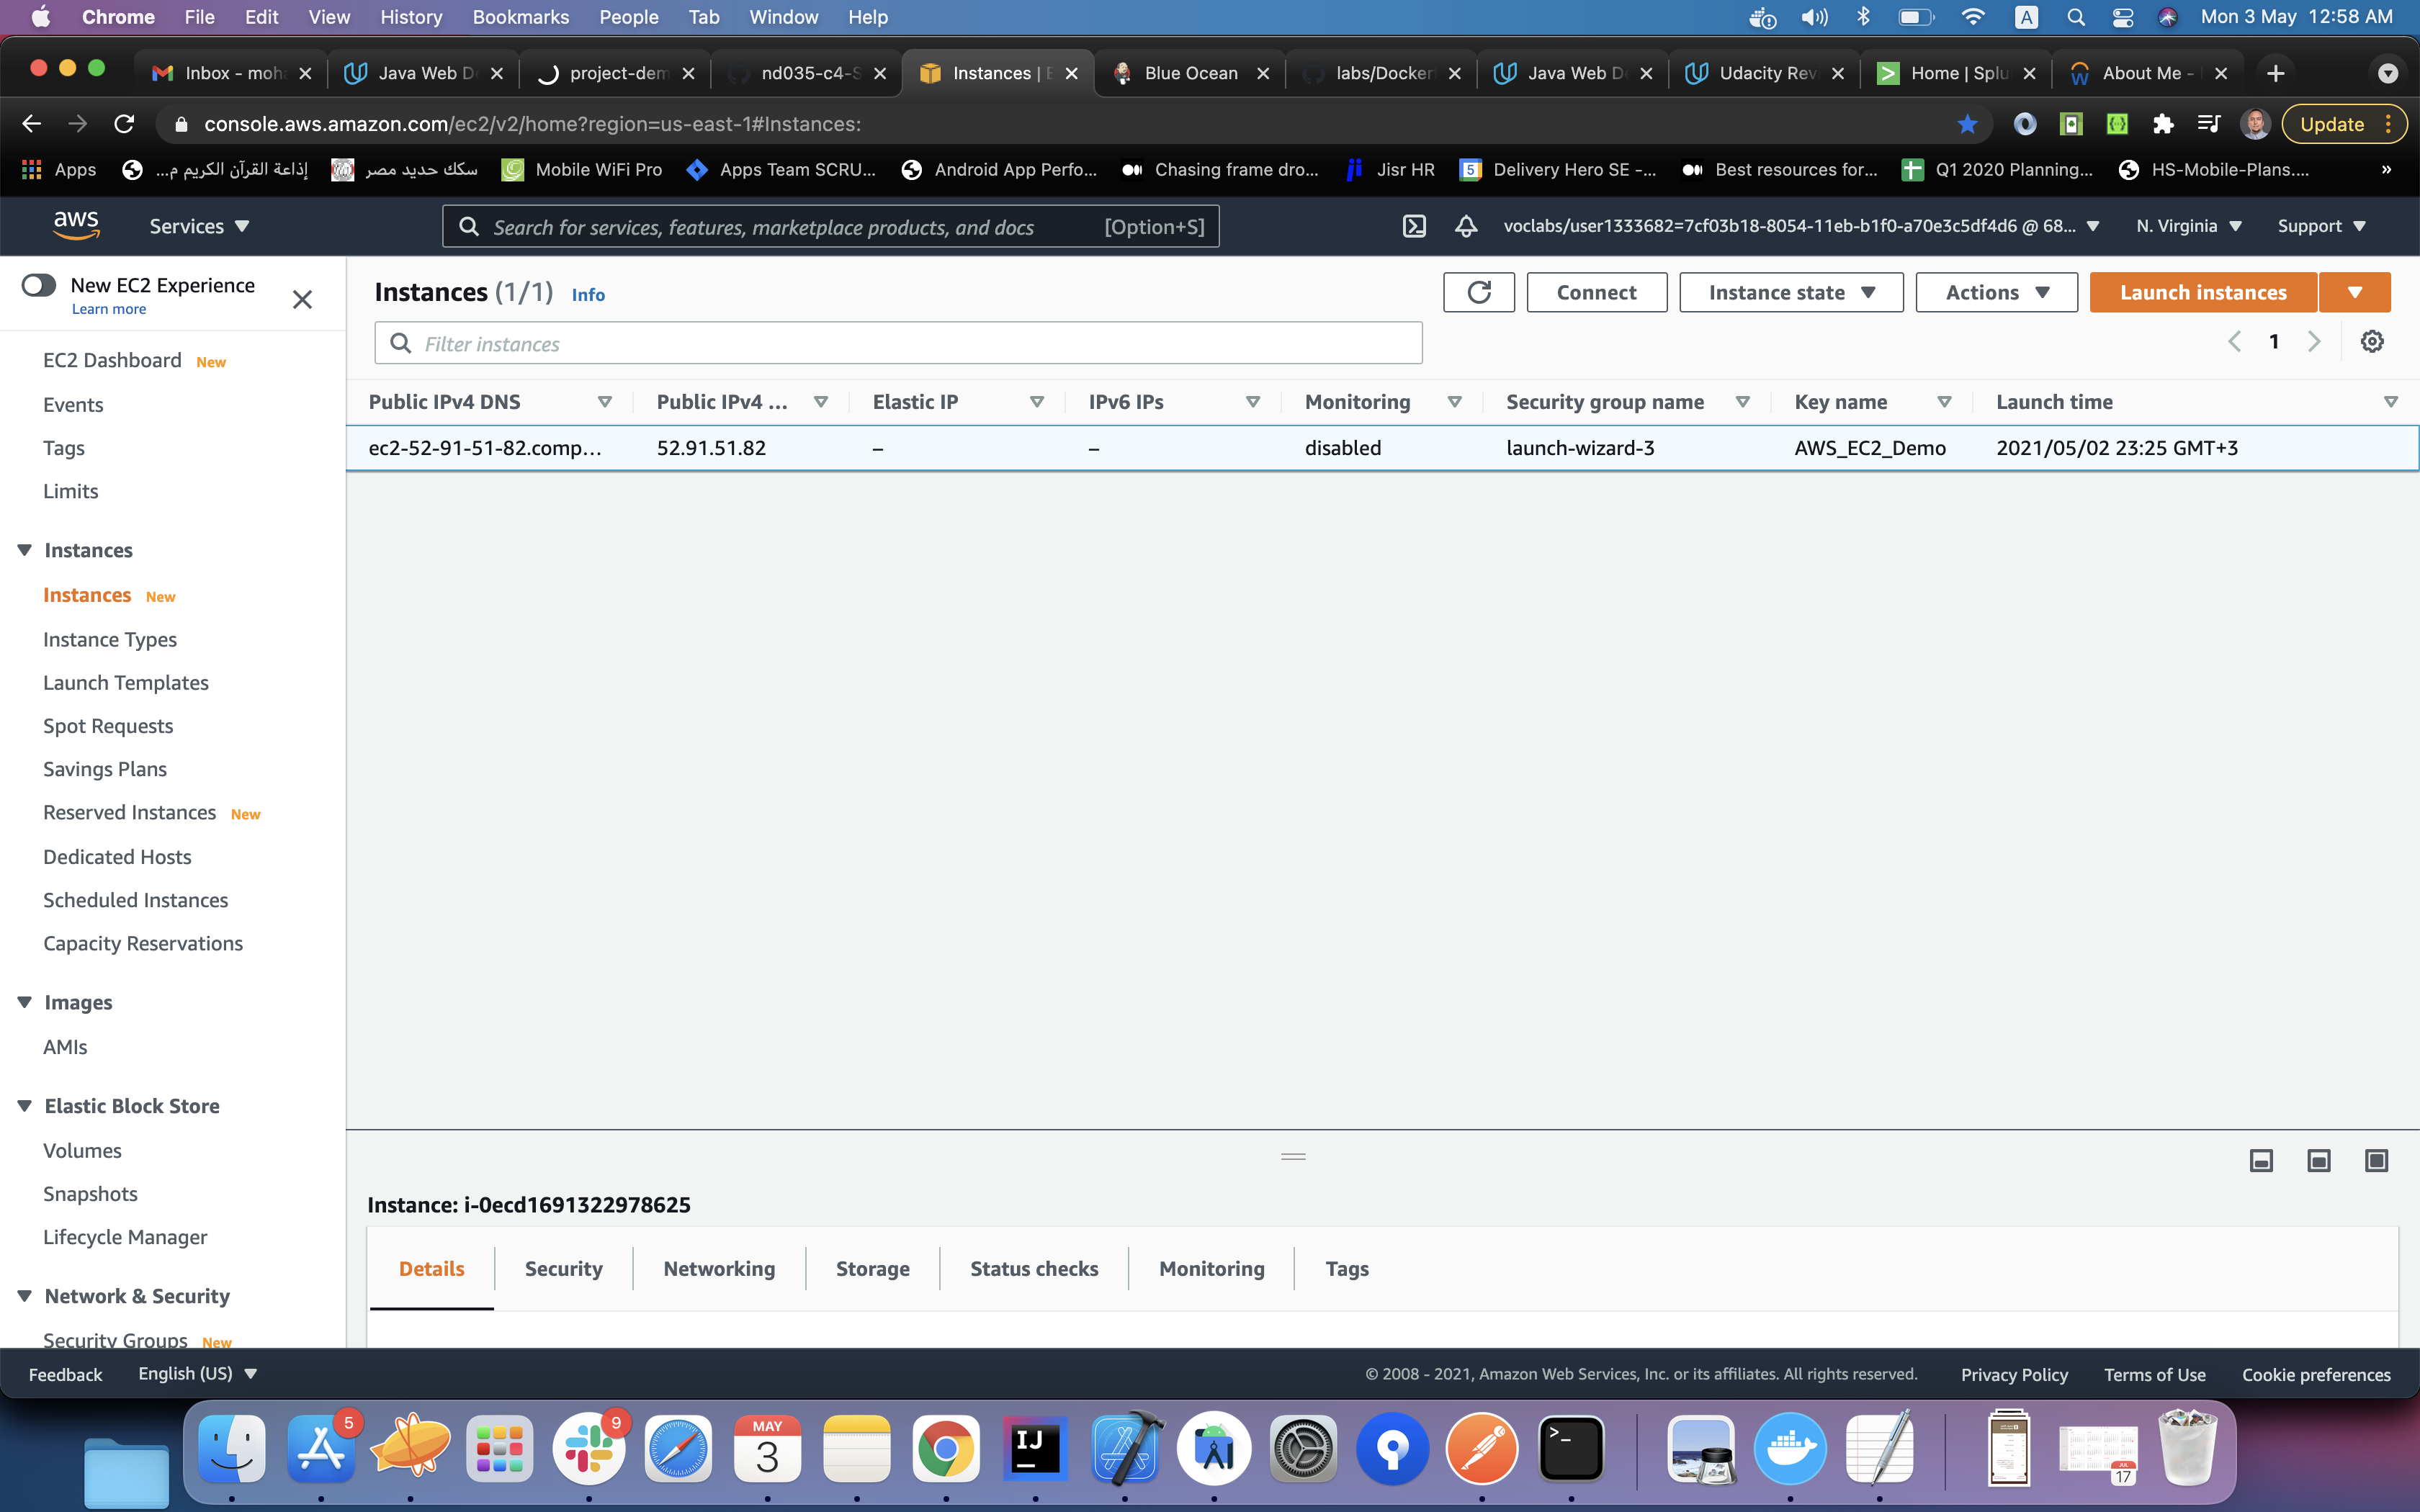 Chrome File Edit View History Bookmarks People Tab Window Help A Mon 3 May 12:58 AM
Inbox - moh Java Web D project-dem nd035-c4-S Instances | E Blue Ocean labs/Docker Java Web D Udacity Rev Home | Splu About Me -
console.aws.amazon.com/ec2/v2/home?region=us-east-1#Instances: Update
Apps إذاعة القرآن الكريم م... سكك حديد مصر Mobile WiFi Pro Apps Team SCRU... Android App Perfo... Chasing frame dro... Jisr HR 5 Delivery Hero SE -... Best resources for... Q1 2020 Planning... HS-Mobile-Plans.... »
aws Services Search for services, features, marketplace products, and docs [Option+S] voclabs/user1333682=7cf03b18-8054-11eb-b1f0-a70e3c5df4d6 @ 68... N. Virginia Support
New EC2 Experience
Learn more
Instances (1/1) Info Connect Instance state Actions Launch instances
Filter instances 1
Public IPv4 DNS Public IPv4 ... Elastic IP IPv6 IPs Monitoring Security group name Key name Launch time
ec2-52-91-51-82.comp... 52.91.51.82 – – disabled launch-wizard-3 AWS_EC2_Demo 2021/05/02 23:25 GMT+3
EC2 Dashboard New
Events
Tags
Limits
Instances
Instances New
Instance Types
Launch Templates
Spot Requests
Savings Plans
Reserved Instances New
Dedicated Hosts
Scheduled Instances
Capacity Reservations
Images
AMIs
Elastic Block Store
Volumes
Snapshots
Lifecycle Manager
Network & Security
Security Groups New
Instance: i-0ecd1691322978625
Details Security Networking Storage Status checks Monitoring Tags
Feedback English (US) © 2008 - 2021, Amazon Web Services, Inc. or its affiliates. All rights reserved. Privacy Policy Terms of Use Cookie preferences
5 9 MAY 3 IJ >_ JUL 17